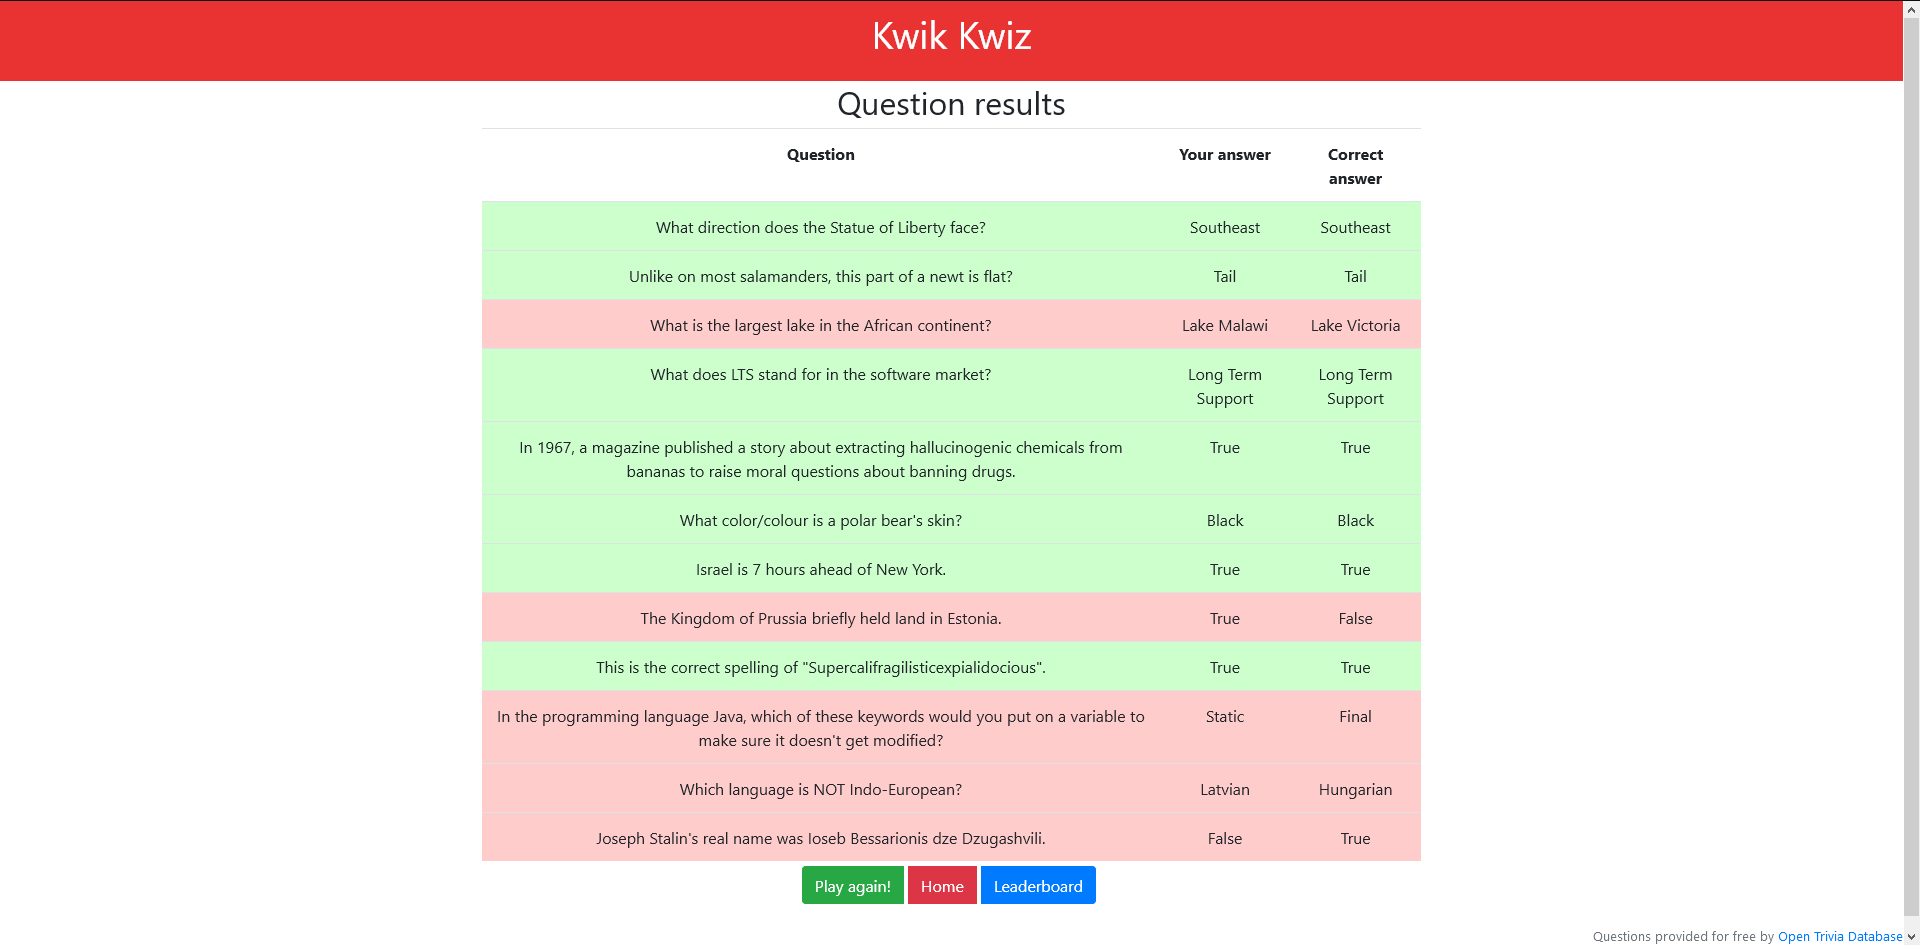 Kwik Kwiz
Question results
Question Your answer Correct
answer
What direction does the Statue of Liberty face? Southeast Southeast
Unlike on most salamanders, this part of a newt is flat? Tail Tail
What is the largest lake in the African continent? Lake Malawi Lake Victoria
What does LTS stand for in the software market? Long Term Long Term
Support Support
In 1967, a magazine published a story about extracting hallucinogenic chemicals from True True
bananas to raise moral questions about banning drugs.
What color/colour is a polar bear's skin? Black Black
Israel is 7 hours ahead of New York. True True
The Kingdom of Prussia briefly held land in Estonia. True False
This is the correct spelling of "Supercalifragilisticexpialidocious". True True
In the programming language Java, which of these keywords would you put on a variable to Static Final
make sure it doesn't get modified?
Which language is NOT Indo-European? Latvian Hungarian
Joseph Stalin's real name was Ioseb Bessarionis dze Dzugashvili. False True
Play again! Home Leaderboard
Questions provided for free by Open Trivia Database